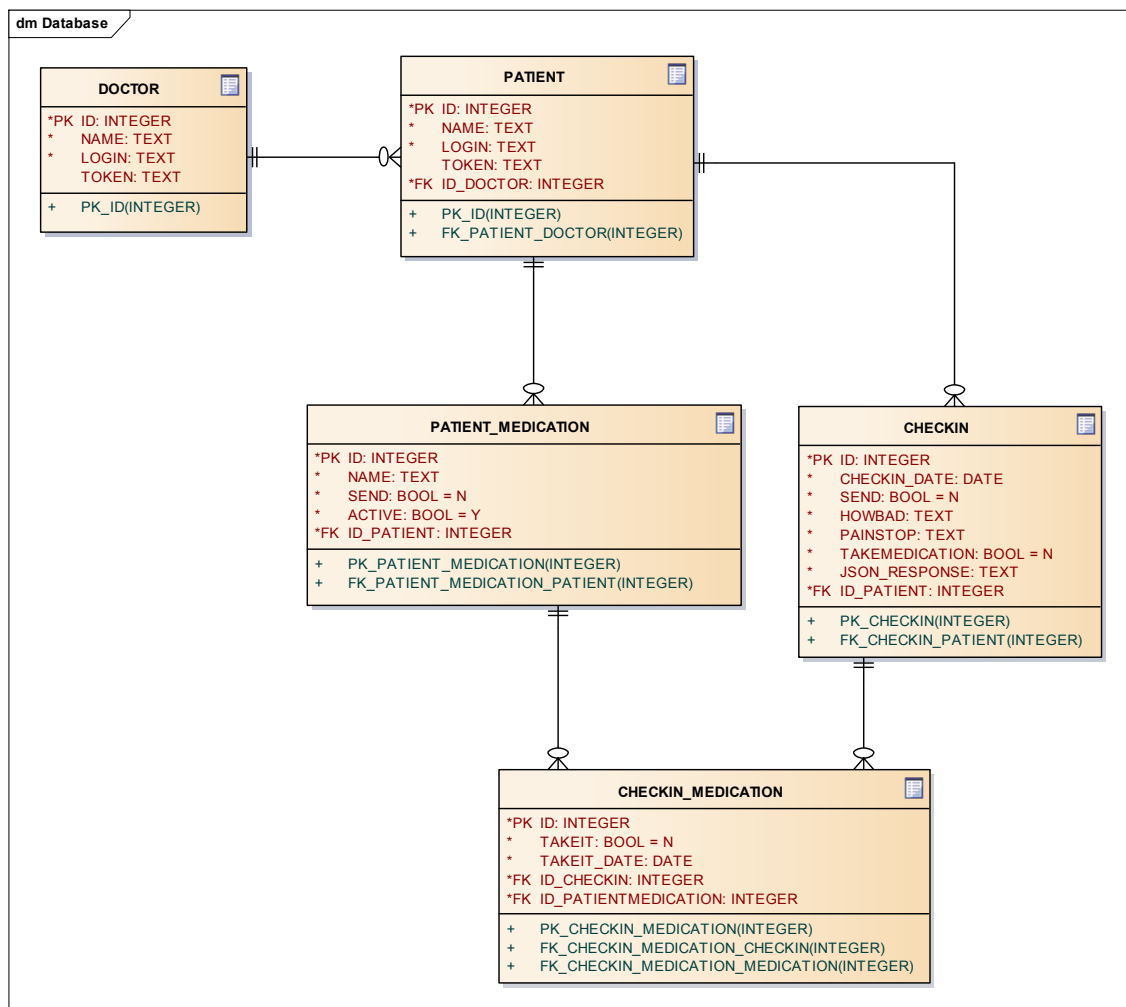 dm Database
DOCTOR
*PK ID: INTEGER
* NAME: TEXT
* LOGIN: TEXT
TOKEN: TEXT
+ PK_ID(INTEGER)
PATIENT
*PK ID: INTEGER
* NAME: TEXT
* LOGIN: TEXT
TOKEN: TEXT
*FK ID_DOCTOR: INTEGER
+ PK_ID(INTEGER)
+ FK_PATIENT_DOCTOR(INTEGER)
PATIENT_MEDICATION
*PK ID: INTEGER
* NAME: TEXT
* SEND: BOOL = N
* ACTIVE: BOOL = Y
*FK ID_PATIENT: INTEGER
+ PK_PATIENT_MEDICATION(INTEGER)
+ FK_PATIENT_MEDICATION_PATIENT(INTEGER)
CHECKIN
*PK ID: INTEGER
* CHECKIN_DATE: DATE
* SEND: BOOL = N
* HOWBAD: TEXT
* PAINSTOP: TEXT
* TAKEMEDICATION: BOOL = N
* JSON_RESPONSE: TEXT
*FK ID_PATIENT: INTEGER
+ PK_CHECKIN(INTEGER)
+ FK_CHECKIN_PATIENT(INTEGER)
CHECKIN_MEDICATION
*PK ID: INTEGER
* TAKEIT: BOOL = N
* TAKEIT_DATE: DATE
*FK ID_CHECKIN: INTEGER
*FK ID_PATIENTMEDICATION: INTEGER
+ PK_CHECKIN_MEDICATION(INTEGER)
+ FK_CHECKIN_MEDICATION_CHECKIN(INTEGER)
+ FK_CHECKIN_MEDICATION_MEDICATION(INTEGER)